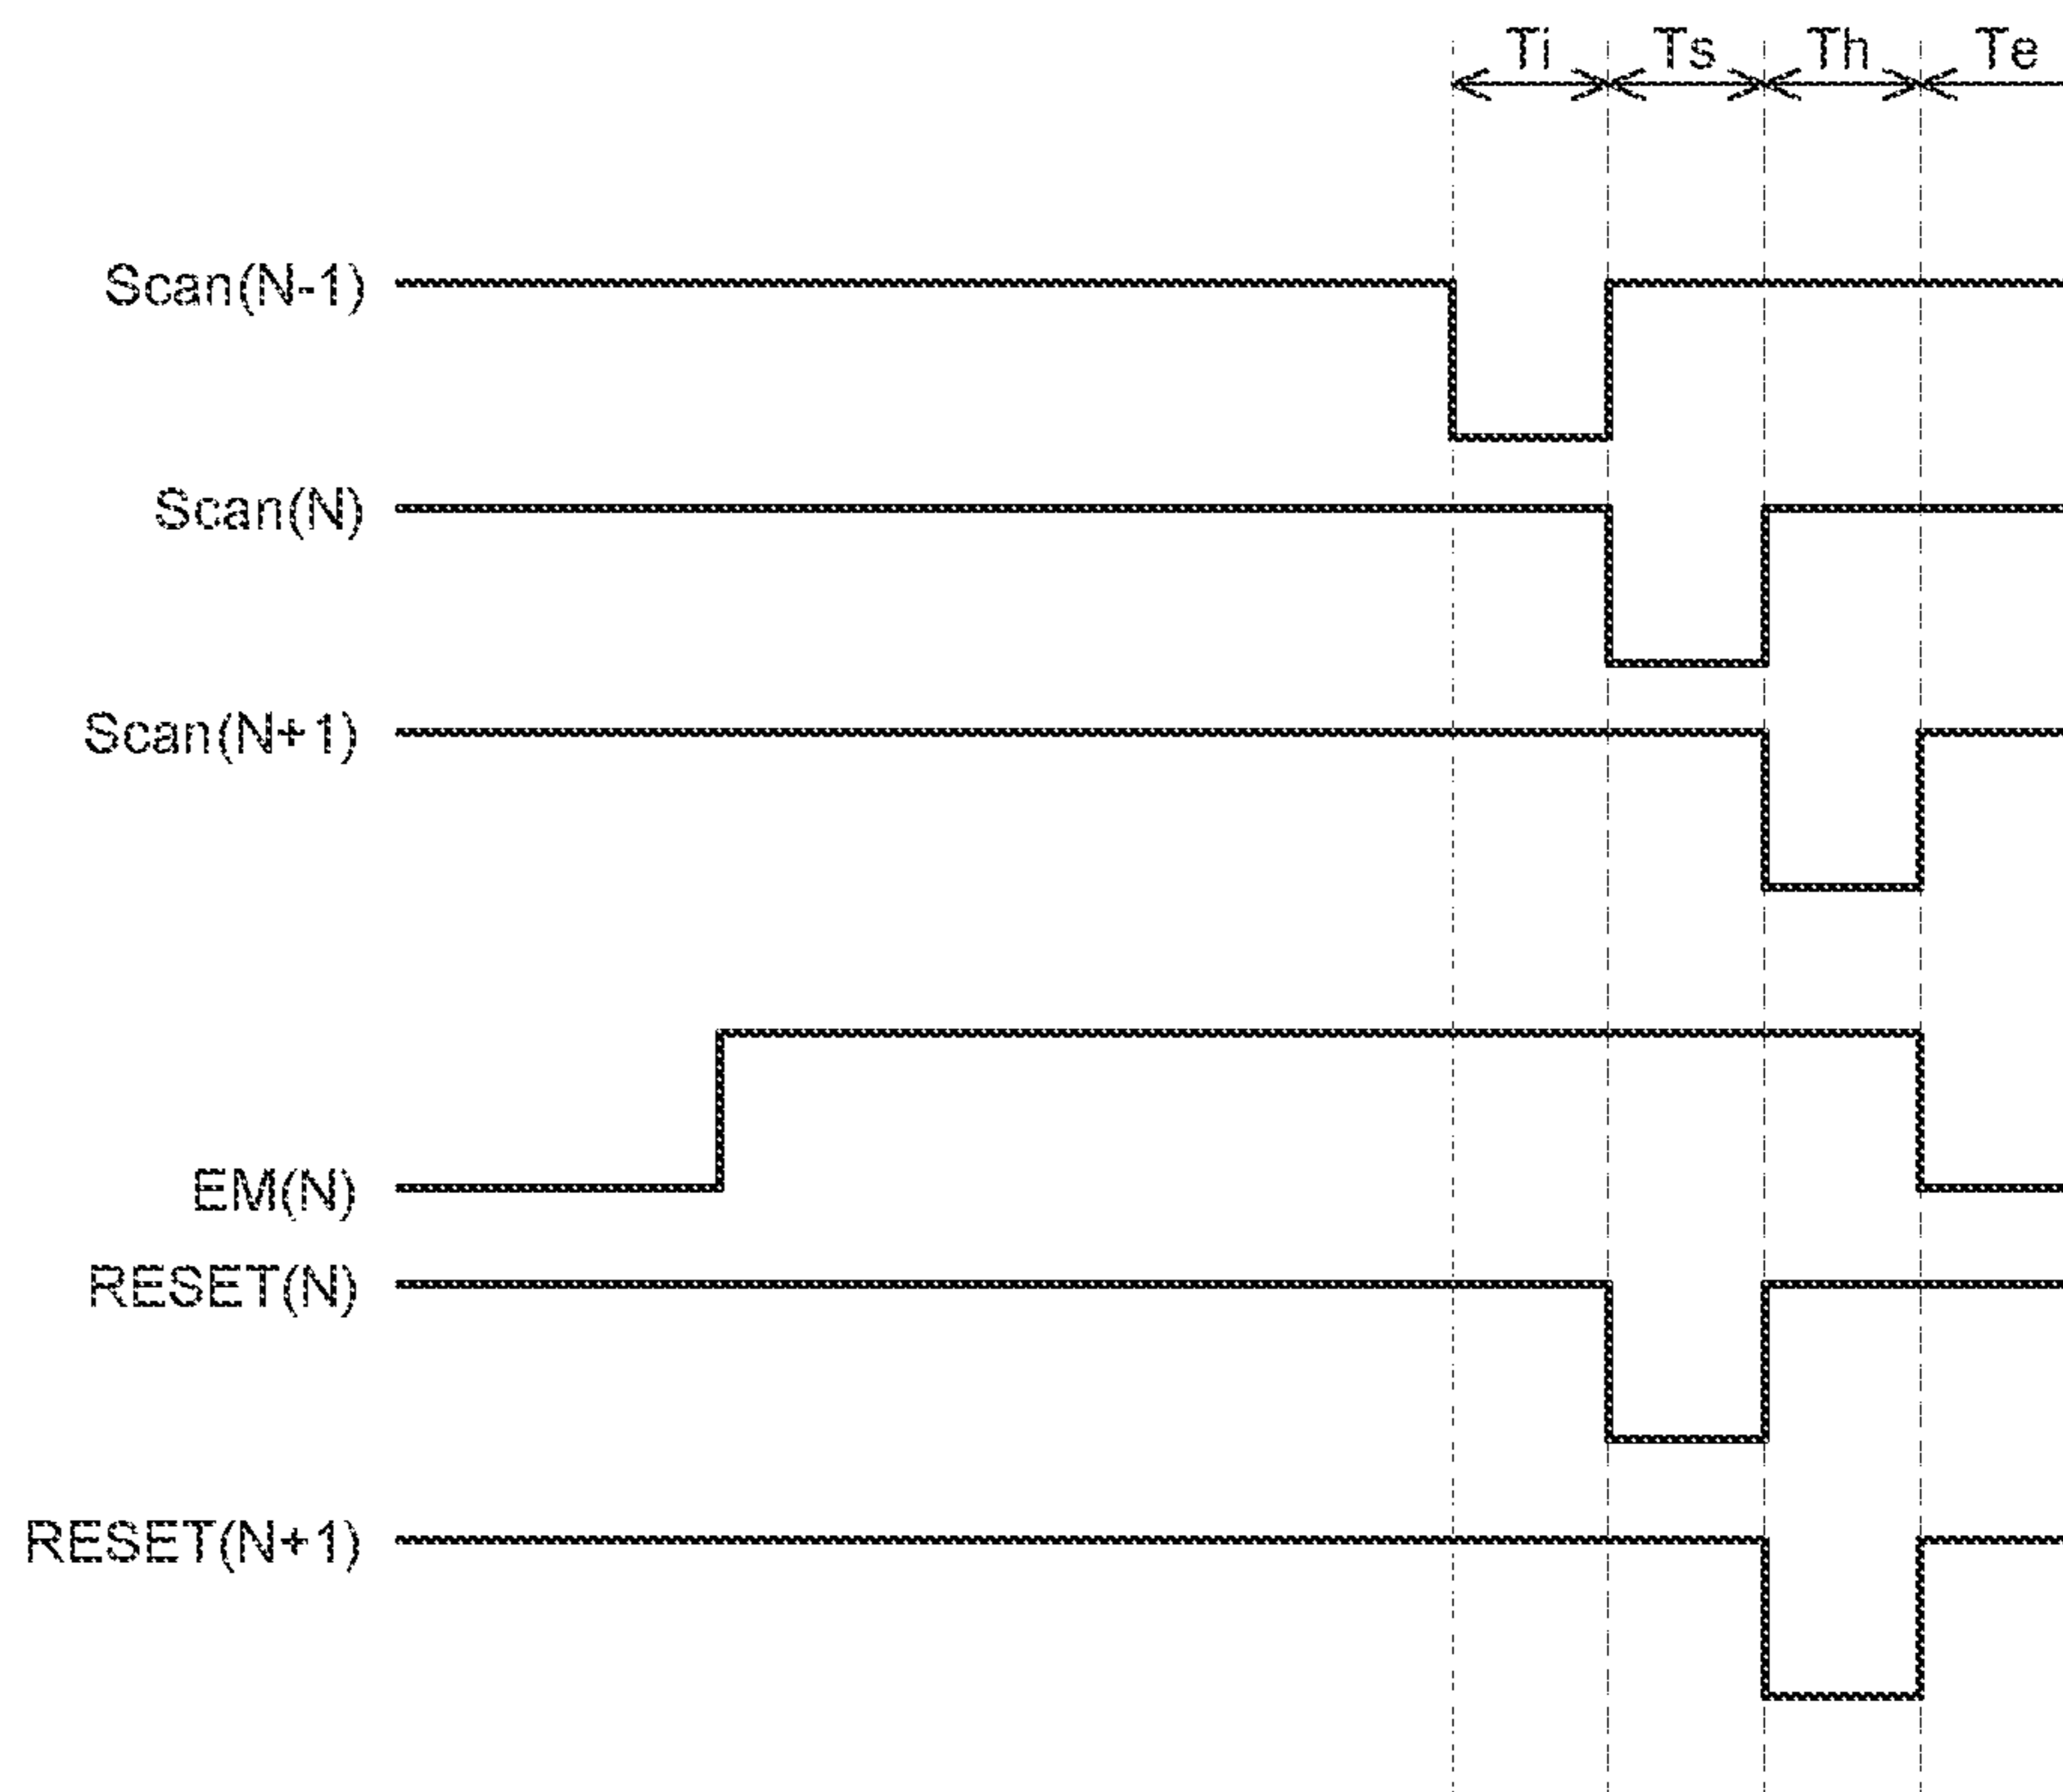 Ti Ts Th Te
Scan(N-1)
Scan(N)
Scan(N+1)
EM(N)
RESET(N)
RESET(N+1)